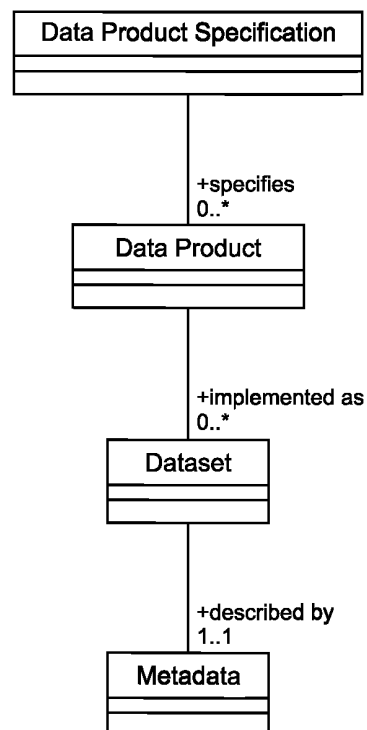 Data Product Specification
+specifies
0..*
Data Product
+implemented as
0..*
Dataset
+described by
1..1
Metadata